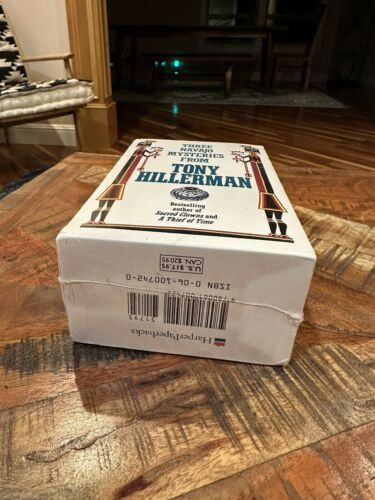 THREE
NAVAJO
MYSTERIES
FROM
TONY
HILLERMAN
Bestselling
author of
Sacred Clowns and
A Thief of Time
U.S. $17.95
CAN. $20.95
ISBN 0-06-100742-0
51795
HarperPaperbacks